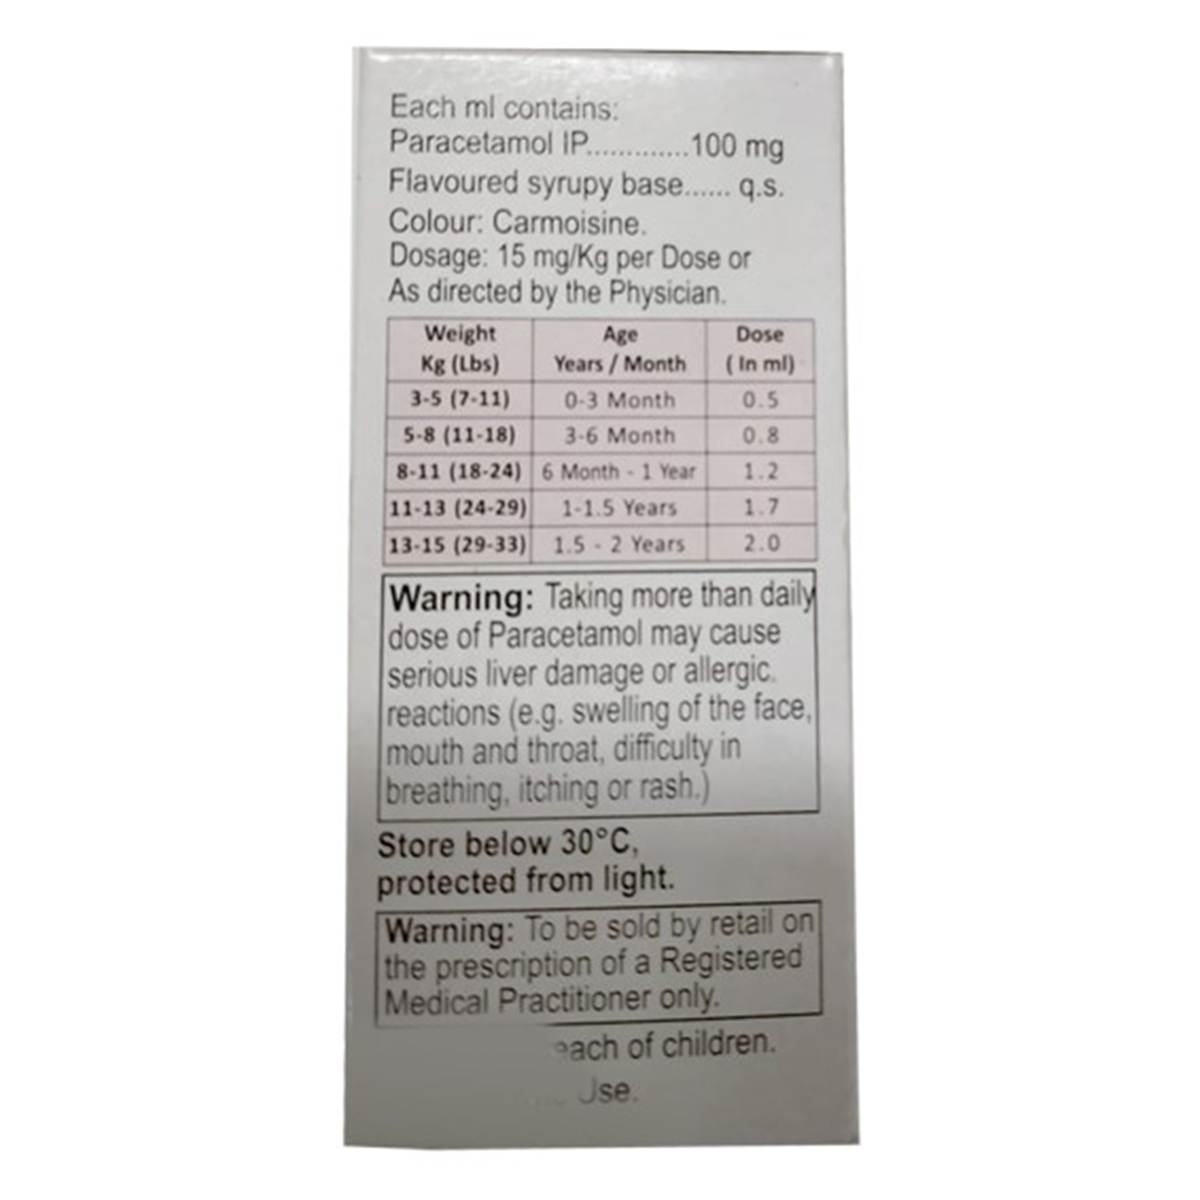 Each ml contains:
Paracetamol IP.............100 mg
Flavoured syrupy base...... q.s.
Colour: Carmoisine.
Dosage: 15 mg/Kg per Dose or
As directed by the Physician.
Weight Kg (Lbs) Age Years / Month Dose ( In ml)
3-5 (7-11) 0-3 Month 0.5
5-8 (11-18) 3-6 Month 0.8
8-11 (18-24) 6 Month - 1 Year 1.2
11-13 (24-29) 1-1.5 Years 1.7
13-15 (29-33) 1.5 - 2 Years 2.0
Warning: Taking more than daily
dose of Paracetamol may cause
serious liver damage or allergic
reactions (e.g. swelling of the face,
mouth and throat, difficulty in
breathing, itching or rash.)
Store below 30°C,
protected from light.
Warning: To be sold by retail on
the prescription of a Registered
Medical Practitioner only.
of children.